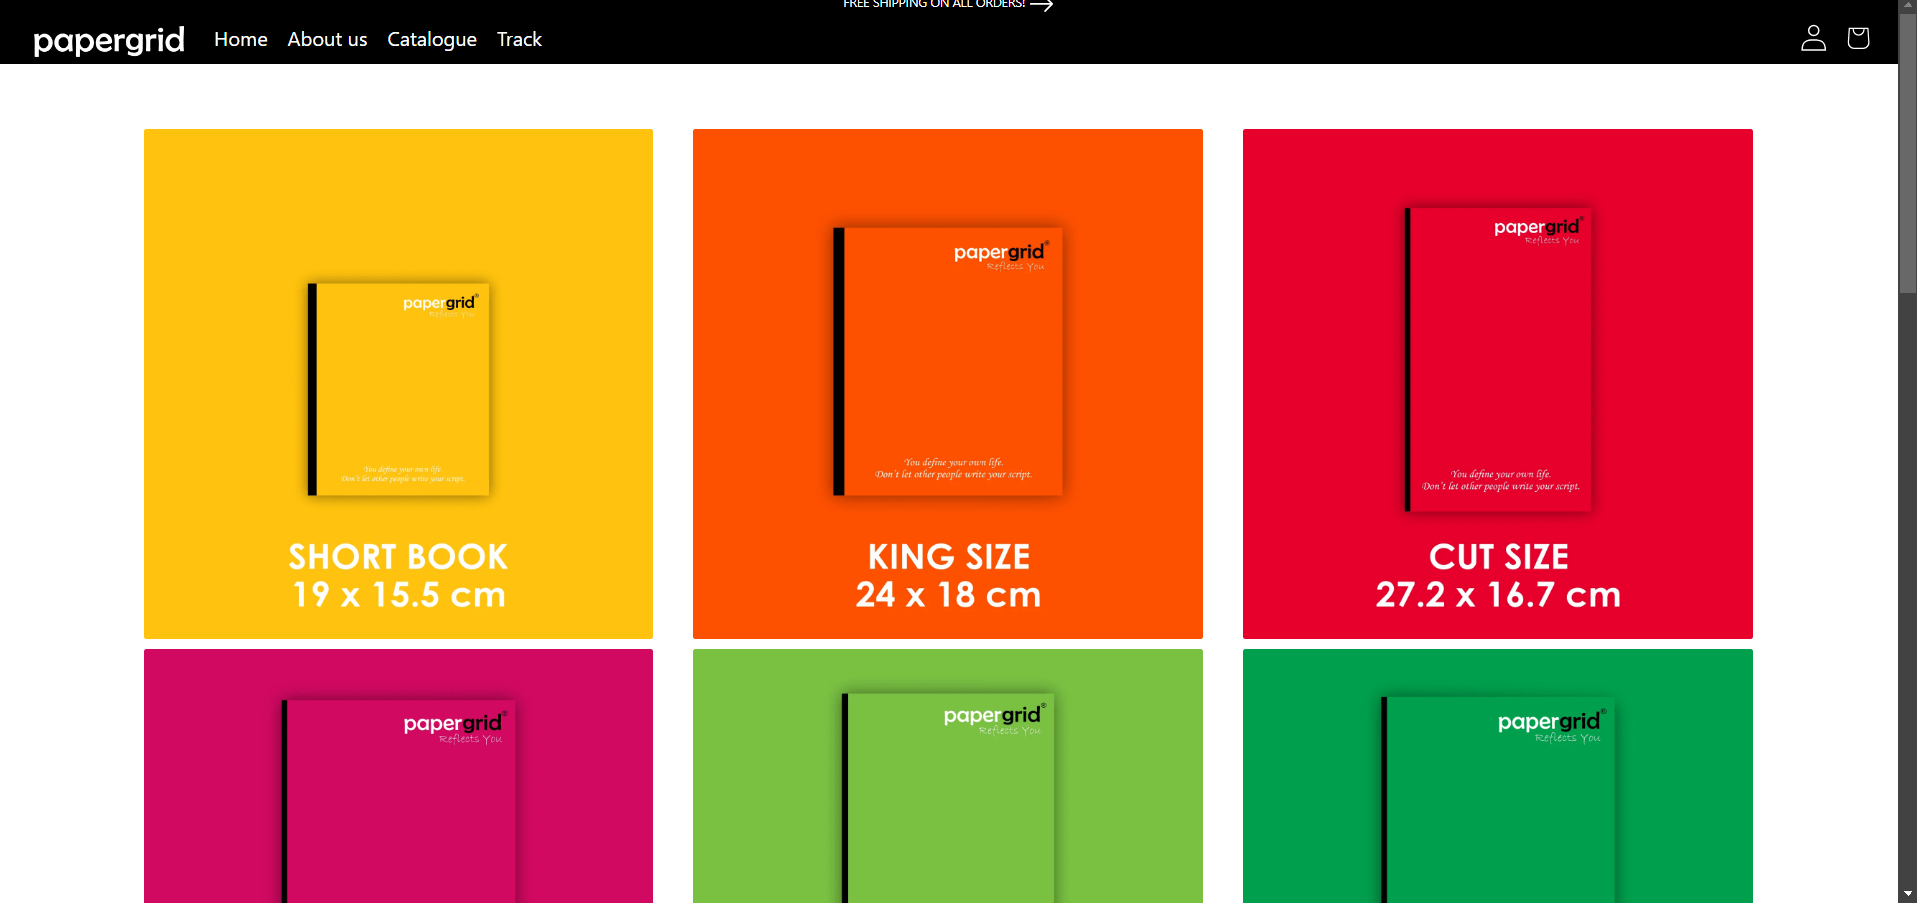 FREE SHIPPING ON ALL ORDERS!
papergrid Home About us Catalogue Track
papergrid®
Reflects You
You define your own life.
Don't let other people write your script.
SHORT BOOK
19 x 15.5 cm
papergrid®
Reflects You
You define your own life.
Don't let other people write your script.
KING SIZE
24 x 18 cm
papergrid®
Reflects You
You define your own life.
Don't let other people write your script.
CUT SIZE
27.2 x 16.7 cm
papergrid®
Reflects You
papergrid®
Reflects You
papergrid®
Reflects You